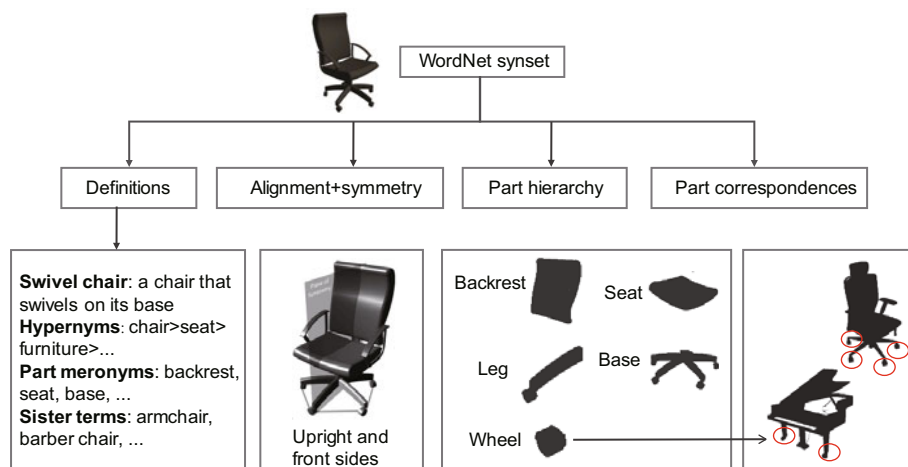 WordNet synset
Definitions
Alignment+symmetry
Part hierarchy
Part correspondences
Swivel chair: a chair that
swivels on its base
Hypernyms: chair>seat>
furniture>...
Part meronyms: backrest,
seat, base, ...
Sister terms: armchair,
barber chair, ...
Plane of
Upright and
front sides
Backrest
Seat
Leg
Base
Wheel